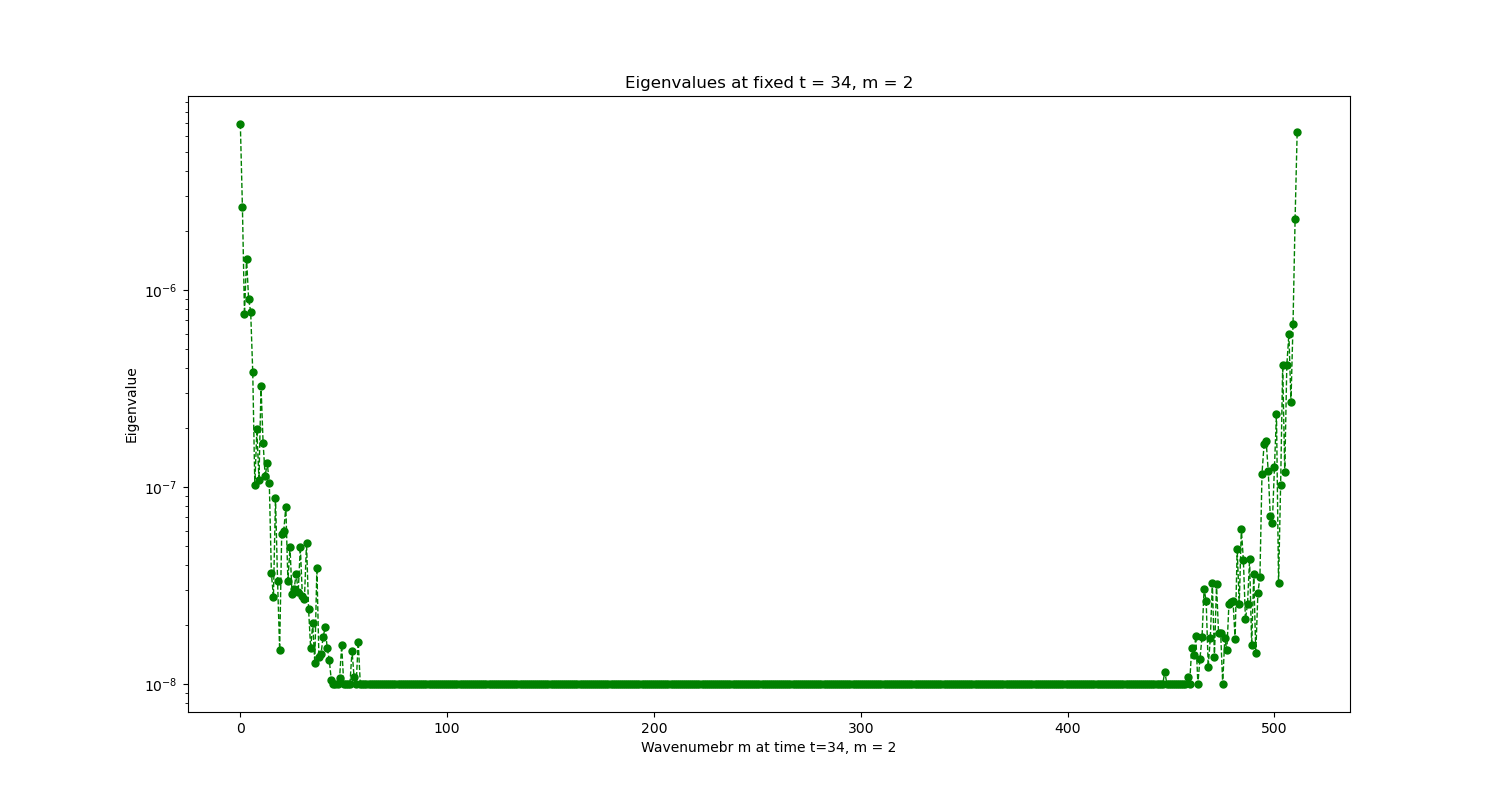 Eigenvalues at fixed t = 34, m = 2
Eigenvalue
10⁻⁶
10⁻⁷
10⁻⁸
0 100 200 300 400 500
Wavenumebr m at time t=34, m = 2